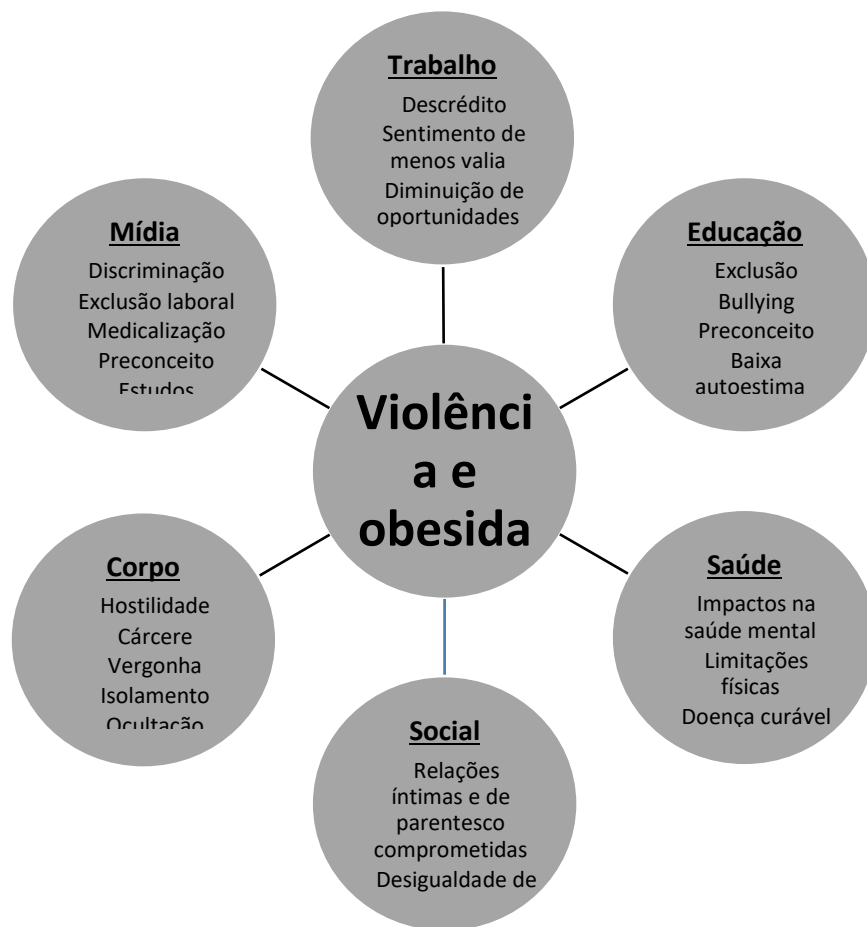 Trabalho
Descrédito
Sentimento de
menos valia
Diminuição de
oportunidades
Mídia
Discriminação
Exclusão laboral
Medicalização
Preconceito
Estudos
Educação
Exclusão
Bullying
Preconceito
Baixa
autoestima
Violênci
a e
obesida
Corpo
Hostilidade
Cárcere
Vergonha
Isolamento
Ocultação
Saúde
Impactos na
saúde mental
Limitações
físicas
Doença curável
Social
Relações
íntimas e de
parentesco
comprometidas
Desigualdade de